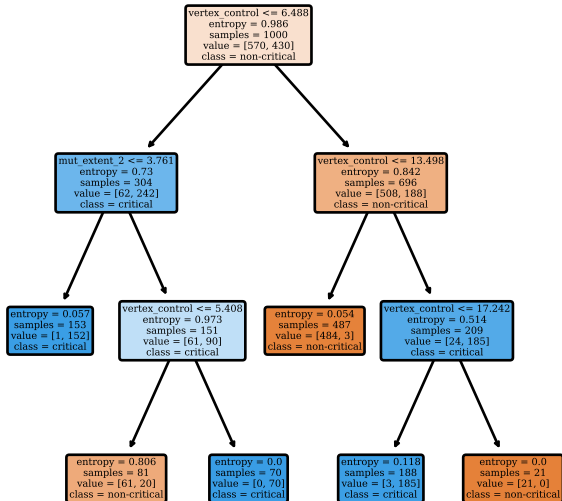 vertex_control <= 6.488
entropy = 0.986
samples = 1000
value = [570, 430]
class = non-critical
mut_extent_2 <= 3.761
entropy = 0.73
samples = 304
value = [62, 242]
class = critical
vertex_control <= 13.498
entropy = 0.842
samples = 696
value = [508, 188]
class = non-critical
entropy = 0.057
samples = 153
value = [1, 152]
class = critical
vertex_control <= 5.408
entropy = 0.973
samples = 151
value = [61, 90]
class = critical
entropy = 0.054
samples = 487
value = [484, 3]
class = non-critical
vertex_control <= 17.242
entropy = 0.514
samples = 209
value = [24, 185]
class = critical
entropy = 0.806
samples = 81
value = [61, 20]
class = non-critical
entropy = 0.0
samples = 70
value = [0, 70]
class = critical
entropy = 0.118
samples = 188
value = [3, 185]
class = critical
entropy = 0.0
samples = 21
value = [21, 0]
class = non-critical